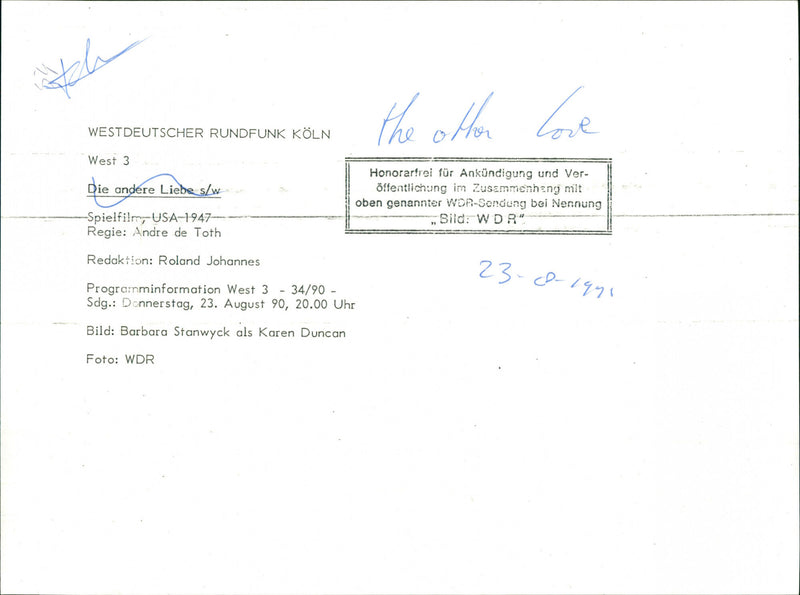 the other Love
WESTDEUTSCHER RUNDFUNK KÖLN
West 3
Die andere Liebe s/w
Spielfilm, USA 1947
Regie: Andre de Toth
Redaktion: Roland Johannes
Programminformation West 3 - 34/90 -
Sdg.: Donnerstag, 23. August 90, 20.00 Uhr
Bild: Barbara Stanwyck als Karen Duncan
Foto: WDR
Honorarfrei für Ankündigung und Ver-
öffentlichung im Zusammenhang mit
oben genannter WDR-Sendung bei Nennung
„Bild: W D R"
23-8-1991